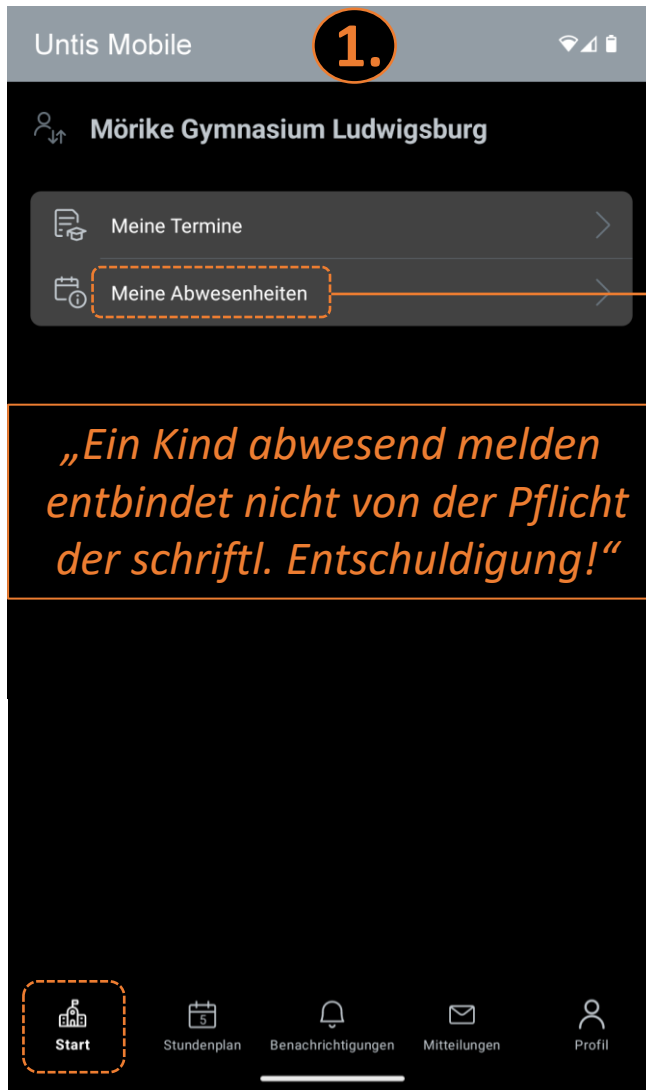 Untis Mobile
1.
Mörike Gymnasium Ludwigsburg
Meine Termine
Meine Abwesenheiten
„Ein Kind abwesend melden
entbindet nicht von der Pflicht
der schriftl. Entschuldigung!“
5
Start
Stundenplan
Benachrichtigungen
Mitteilungen
Profil